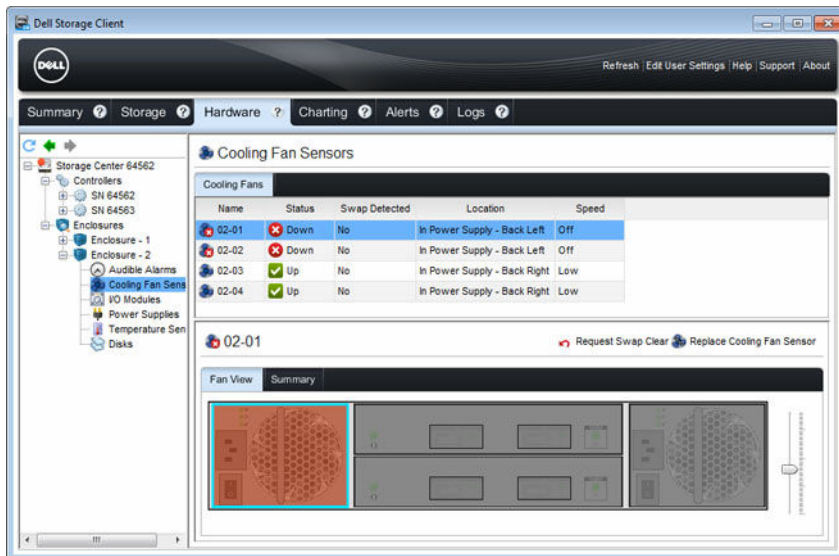 Dell Storage Client
DELL
Refresh | Edit User Settings | Help | Support | About
Summary ? Storage ? Hardware ? Charting ? Alerts ? Logs ?
Storage Center 64562
Controllers
SN 64562
SN 64563
Enclosures
Enclosure - 1
Enclosure - 2
Audible Alarms
Cooling Fan Sens
I/O Modules
Power Supplies
Temperature Sen
Disks
Cooling Fan Sensors
Cooling Fans
Name Status Swap Detected Location Speed
02-01 Down No In Power Supply - Back Left Off
02-02 Down No In Power Supply - Back Left Off
02-03 Up No In Power Supply - Back Right Low
02-04 Up No In Power Supply - Back Right Low
02-01
Request Swap Clear Replace Cooling Fan Sensor
Fan View Summary